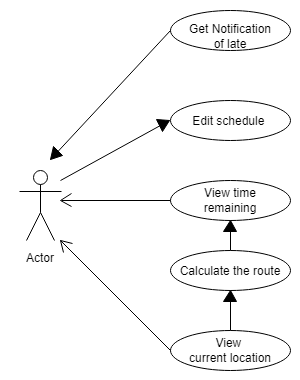 Get Notification
of late
Edit schedule
View time
remaining
Actor
Calculate the route
View
current location